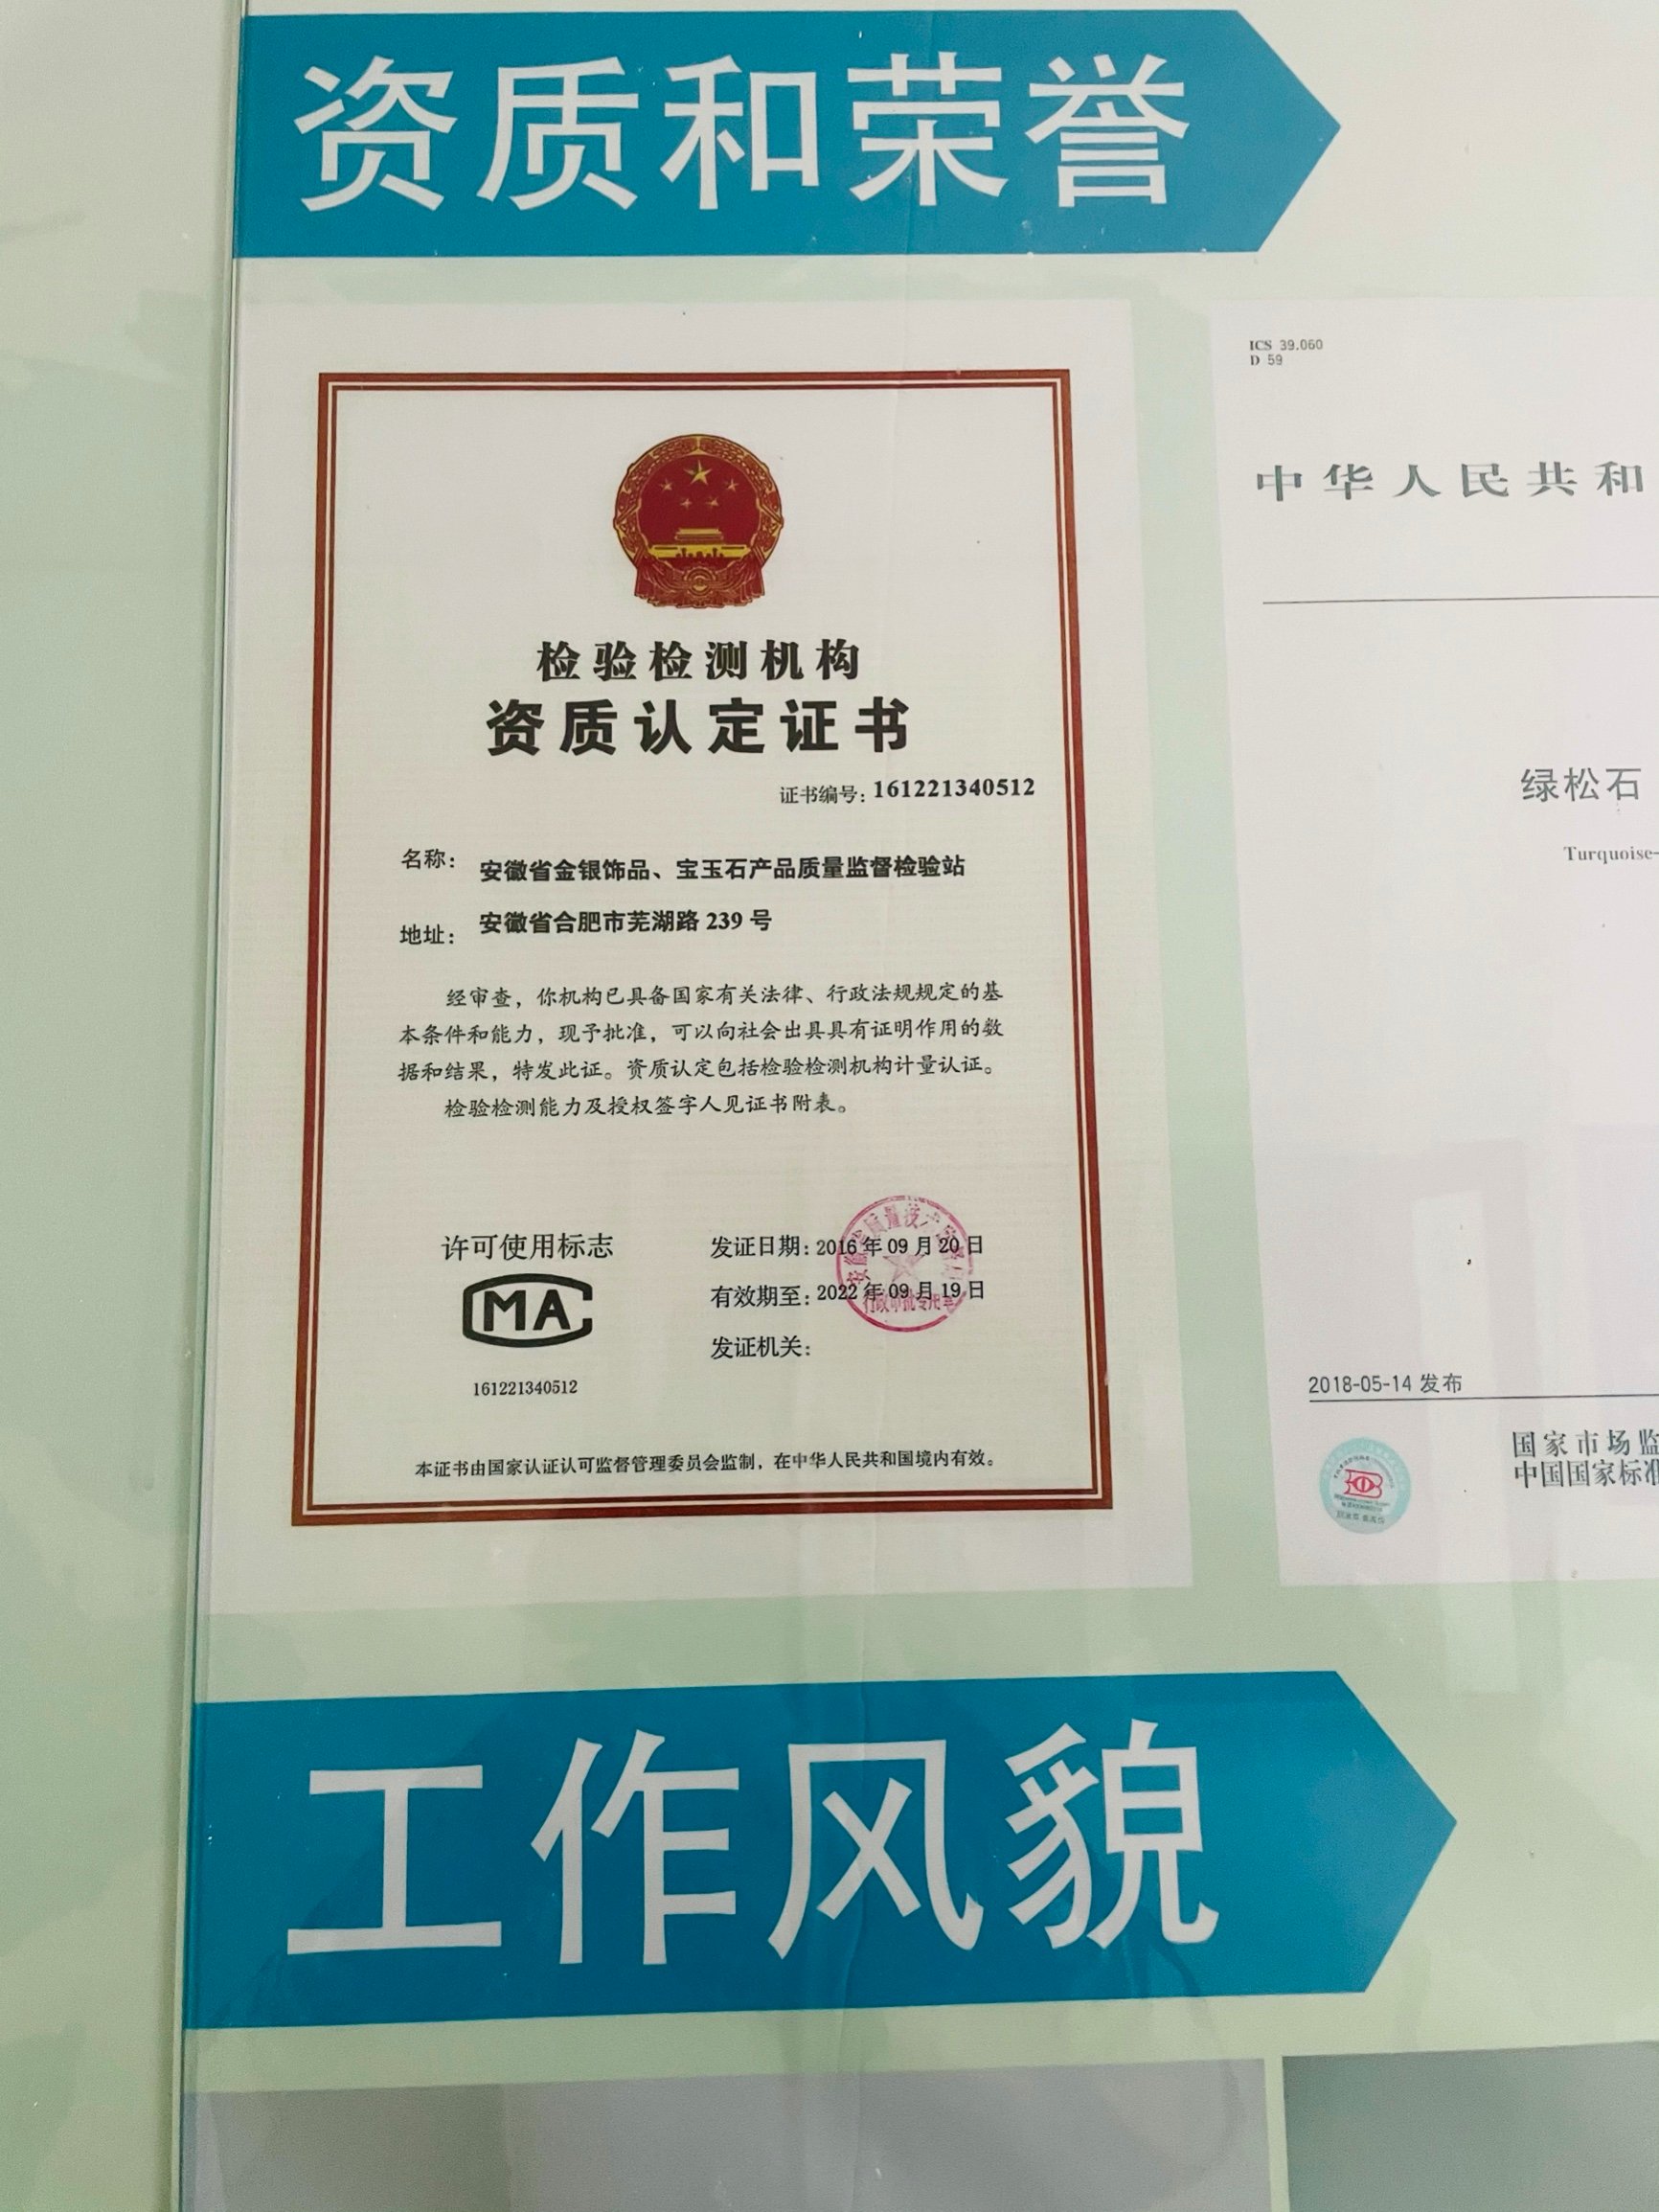 资质和荣誉
检验检测机构
资质认定证书
证书编号：161221340512
名称： 安徽省金银饰品、宝玉石产品质量监督检验站
地址： 安徽省合肥市芜湖路 239 号
经审查，你机构已具备国家有关法律、行政法规规定的基
本条件和能力，现予批准，可以向社会出具具有证明作用的数
据和结果，特发此证。资质认定包括检验检测机构计量认证。
检验检测能力及授权签字人见证书附表。
许可使用标志
MA
161221340512
发证日期：2016 年 09 月 20 日
有效期至：2022 年 09 月 19 日
发证机关：
行政审批专用章
本证书由国家认证认可监督管理委员会监制，在中华人民共和国境内有效。
ICS 39.060
D 59
中华人民共和
绿松石
Turquoise-
2018-05-14 发布
国家市场监
中国国家标准
工作风貌